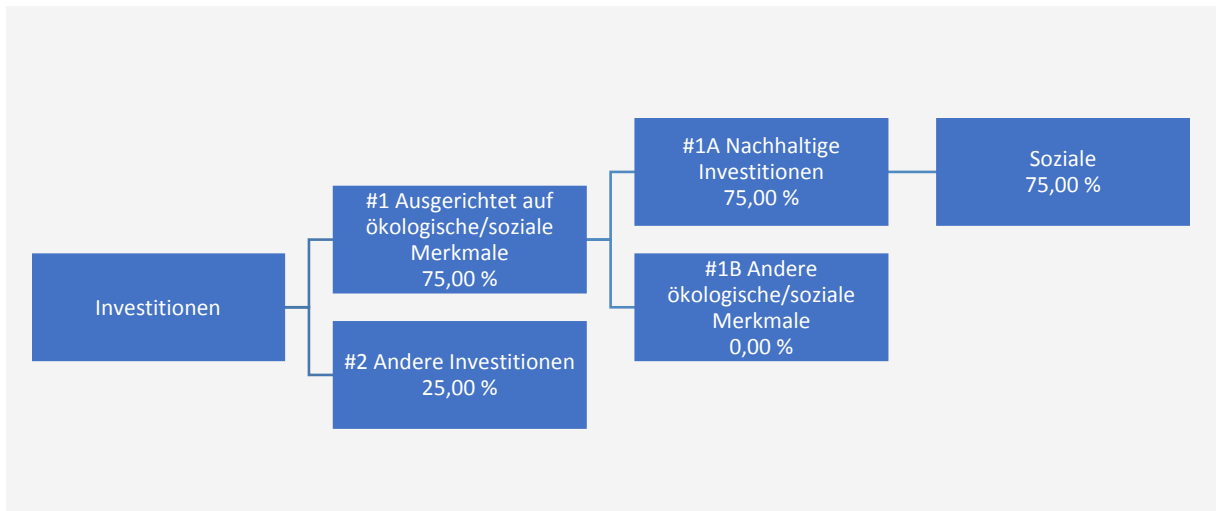 Investitionen
#1 Ausgerichtet auf
ökologische/soziale
Merkmale
75,00 %
#2 Andere Investitionen
25,00 %
#1A Nachhaltige
Investitionen
75,00 %
#1B Andere
ökologische/soziale
Merkmale
0,00 %
Soziale
75,00 %